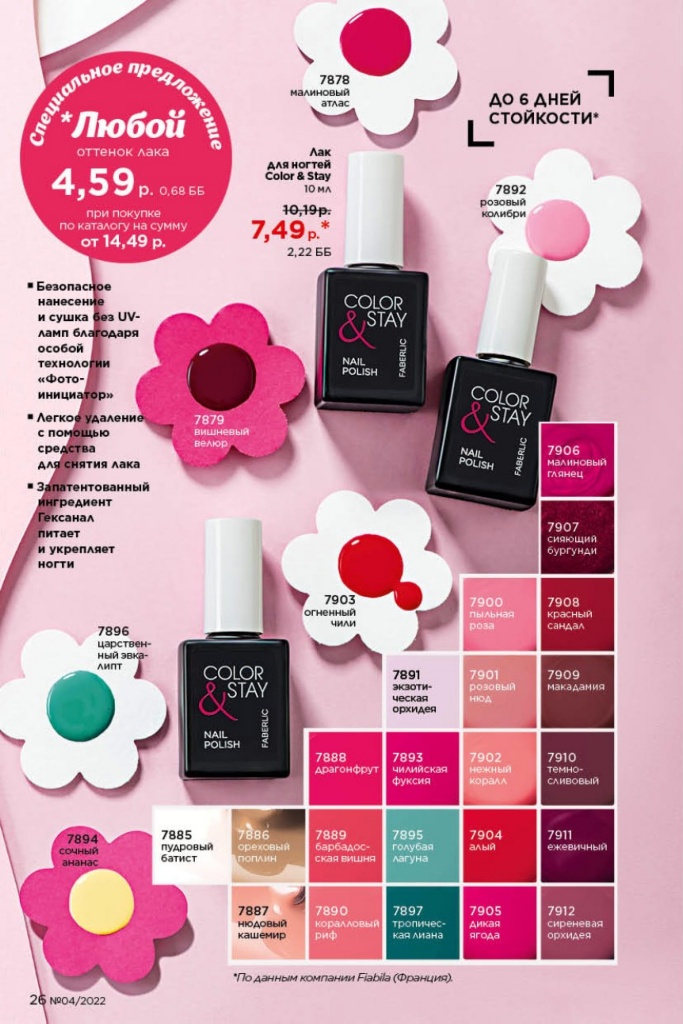 Специальное предложение
*Любой
оттенок лака
4,59 р. 0,68 ББ
при покупке
по каталогу на сумму
от 14,49 р.
7878
малиновый
атлас
ДО 6 ДНЕЙ
СТОЙКОСТИ*
Лак
для ногтей
Color & Stay
10 мл
10,19 р.
7,49 р.*
2,22 ББ
7892
розовый
колибри
Безопасное
нанесение
и сушка без UV-
ламп благодаря
особой
технологии
«Фото-
инициатор»
Легкое удаление
с помощью
средства
для снятия лака
Запатентованный
ингредиент
Гексанал
питает
и укрепляет
ногти
COLOR
& STAY
NAIL
POLISH
FABERLIC
COLOR
& STAY
NAIL
POLISH
FABERLIC
7879
вишневый
велюр
7903
огненный
чили
7896
царствен-
ный эвка-
липт
COLOR
& STAY
NAIL
POLISH
FABERLIC
7894
сочный
ананас
7906
малиновый
глянец
7907
сияющий
бургунди
7900
пыльная
роза
7908
красный
сандал
7891
экзоти-
ческая
орхидея
7901
розовый
нюд
7909
макадамия
7888
драгонфрут
7893
чилийская
фуксия
7902
нежный
коралл
7910
темно-
сливовый
7885
пудровый
батист
7886
ореховый
поплин
7889
барбадос-
ская вишня
7895
голубая
лагуна
7904
алый
7911
ежевичный
7887
нюдовый
кашемир
7890
коралловый
риф
7897
тропичес-
кая лиана
7905
дикая
ягода
7912
сиреневая
орхидея
*По данным компании Fiabila (Франция).
26 №04/2022